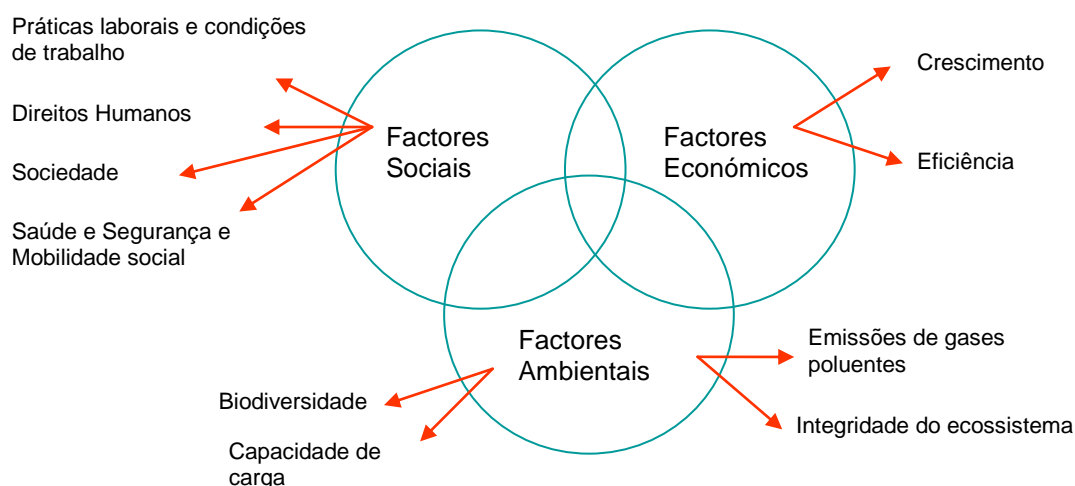 Práticas laborais e condições
de trabalho
Direitos Humanos
Sociedade
Saúde e Segurança e
Mobilidade social
Factores
Sociais
Factores
Económicos
Crescimento
Eficiência
Factores
Ambientais
Biodiversidade
Capacidade de
carga
Emissões de gases
poluentes
Integridade do ecossistema